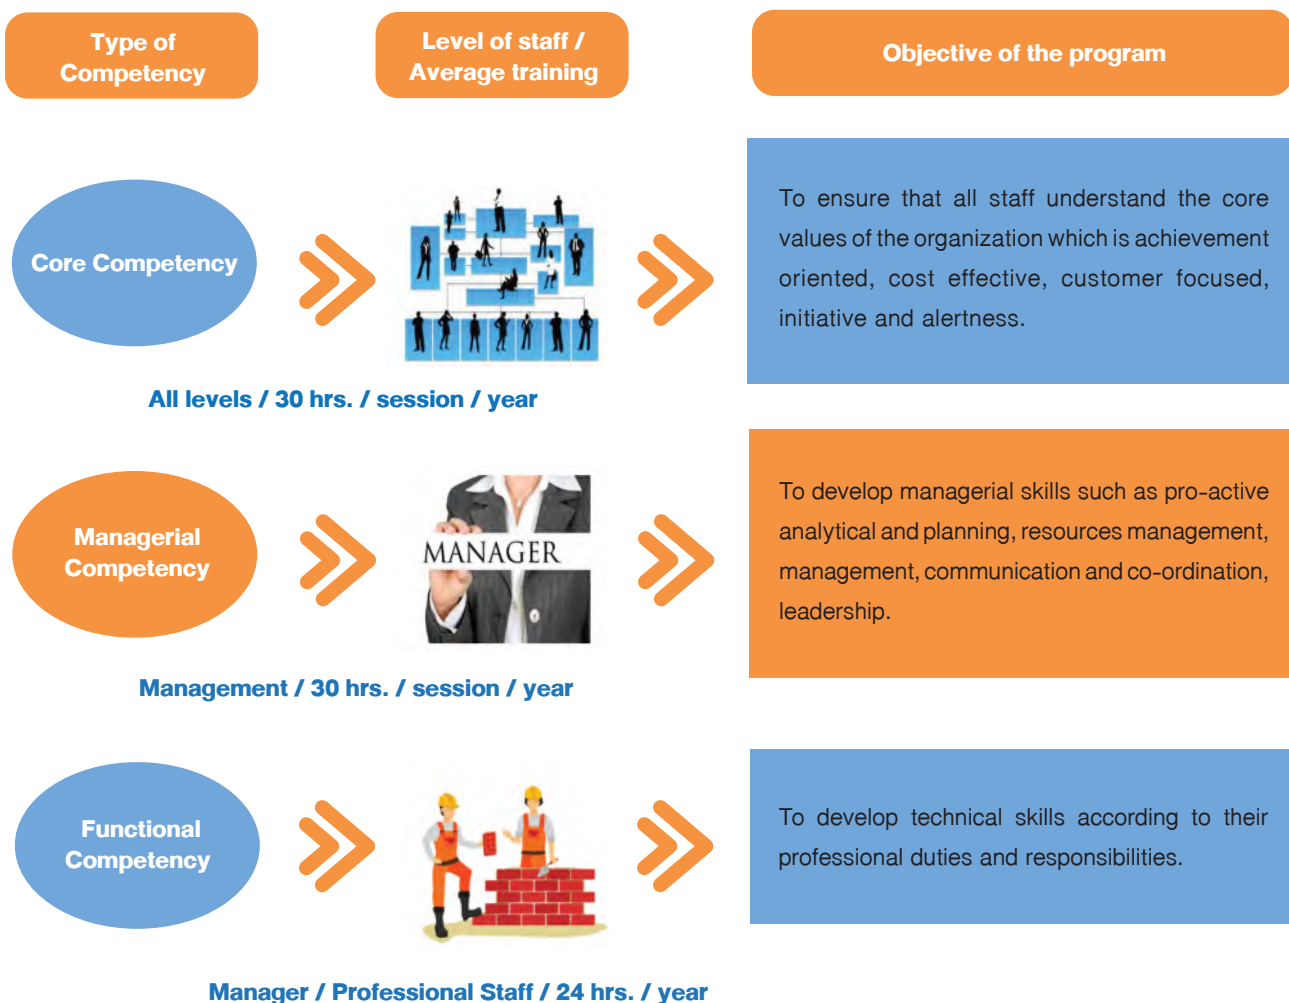 Type of
Competency
Level of staff /
Average training
Objective of the program
Core Competency
To ensure that all staff understand the core
values of the organization which is achievement
oriented, cost effective, customer focused,
initiative and alertness.
All levels / 30 hrs. / session / year
Managerial
Competency
MANAGER
To develop managerial skills such as pro-active
analytical and planning, resources management,
management, communication and co-ordination,
leadership.
Management / 30 hrs. / session / year
Functional
Competency
To develop technical skills according to their
professional duties and responsibilities.
Manager / Professional Staff / 24 hrs. / year